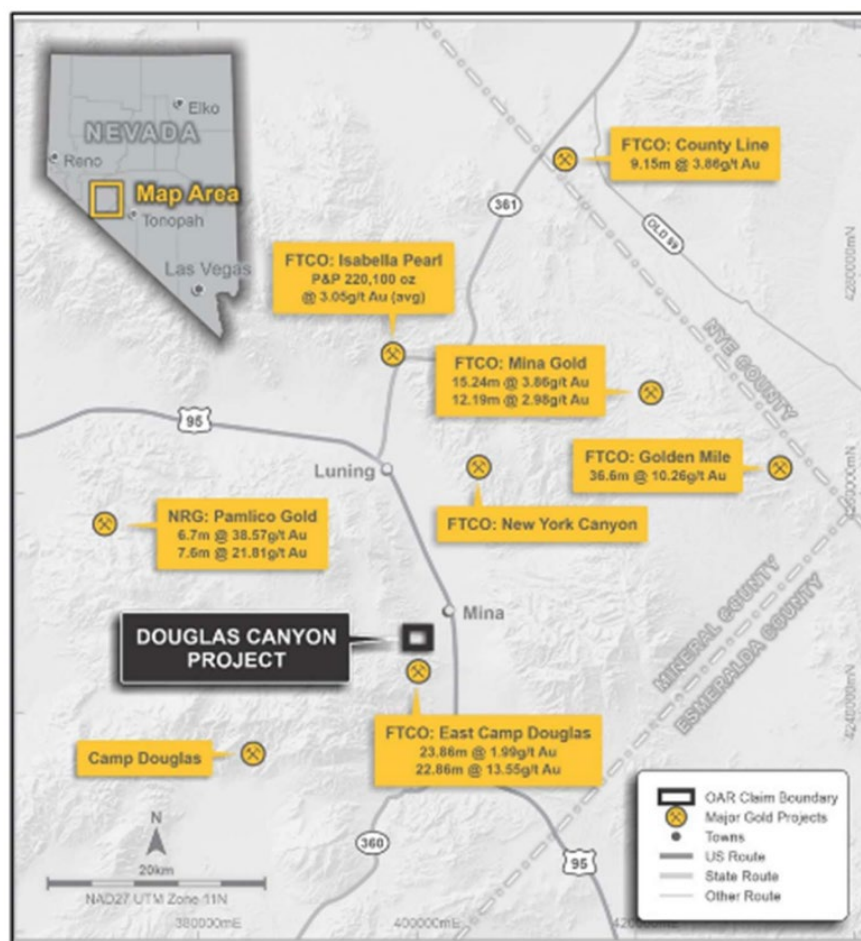 NEVADA
Elko
Reno
Map Area
Tonopah
Las Vegas
FTCO: County Line
9.15m @ 3.86g/t Au
361
OLD 89
4280000mN
FTCO: Isabella Pearl
P&P 220,100 oz
@ 3.05g/t Au (avg)
FTCO: Mina Gold
15.24m @ 3.86g/t Au
12.19m @ 2.98g/t Au
NYE COUNTY
95
Luning
FTCO: Golden Mile
36.6m @ 10.26g/t Au
NRG: Pamlico Gold
6.7m @ 38.57g/t Au
7.6m @ 21.81g/t Au
FTCO: New York Canyon
Mina
DOUGLAS CANYON
PROJECT
MINERAL COUNTY
ESMERALDA COUNTY
4240000mN
FTCO: East Camp Douglas
23.86m @ 1.99g/t Au
22.86m @ 13.55g/t Au
Camp Douglas
N
20km
NAD27 UTM Zone 11N
360
95
OAR Claim Boundary
Major Gold Projects
Towns
US Route
State Route
Other Route
380000mE
400000mE